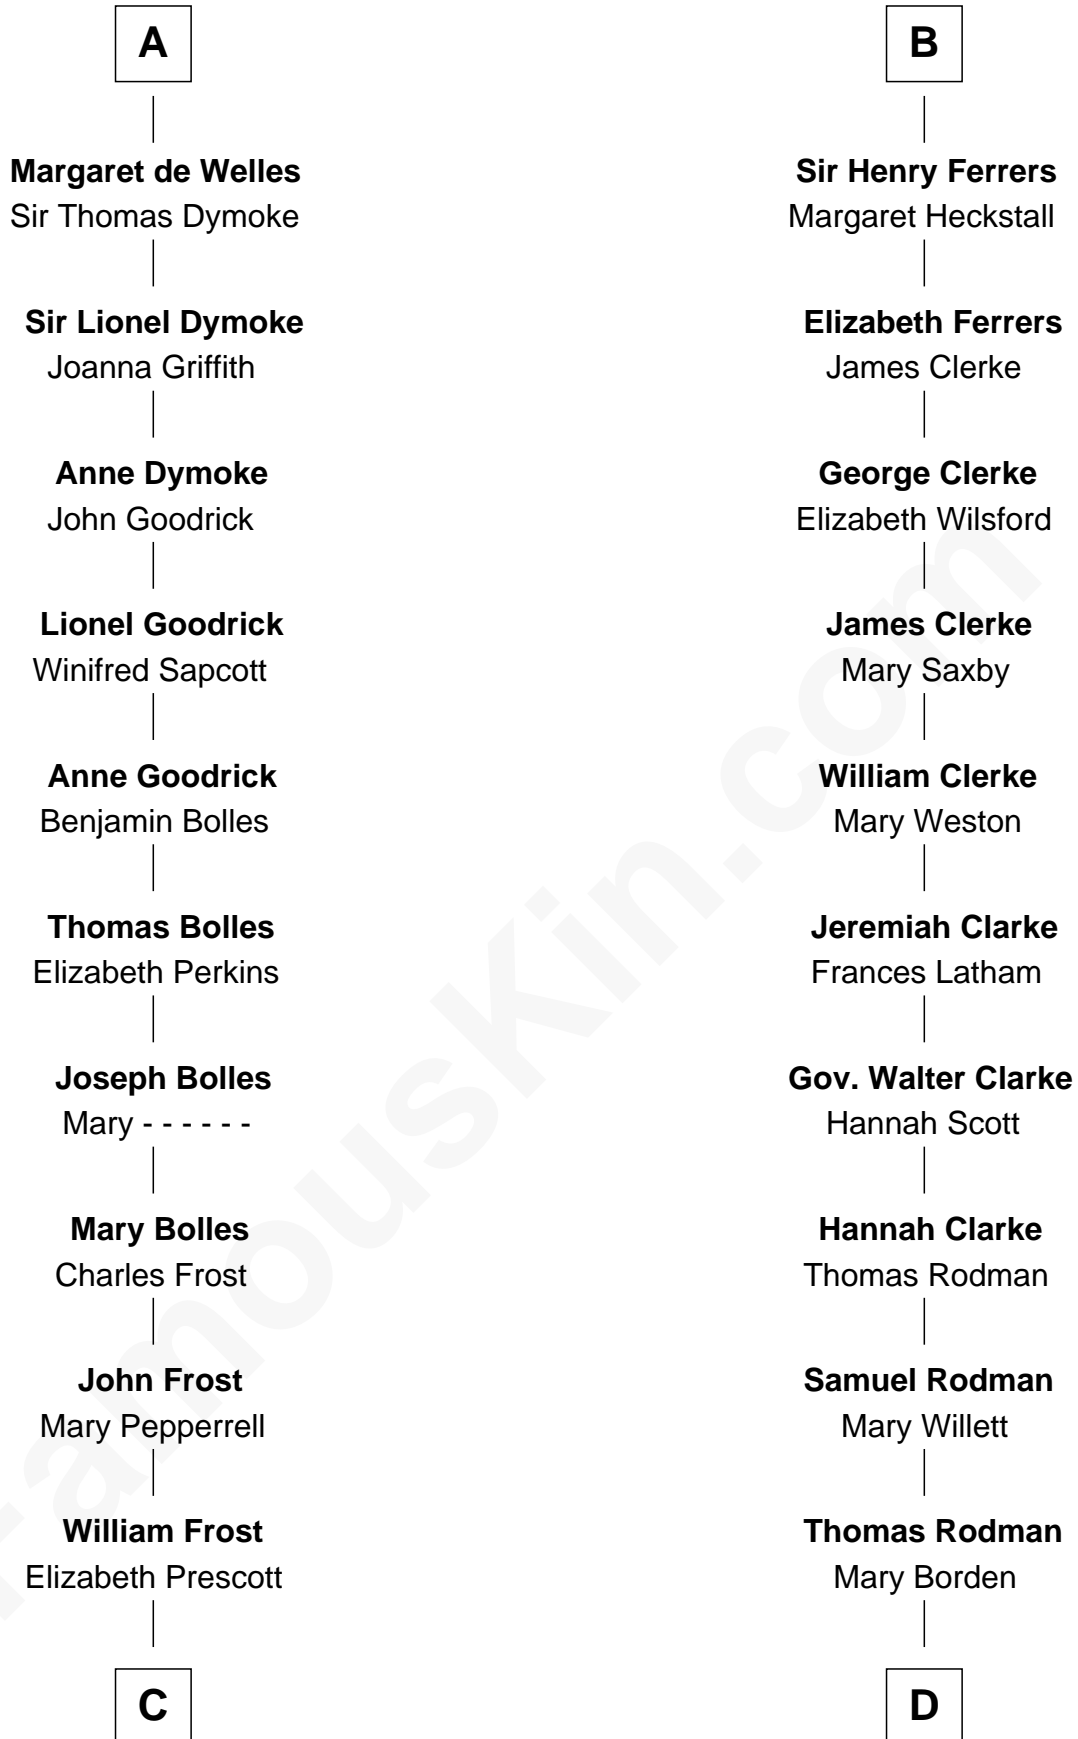 A
Margaret de Welles
Sir Thomas Dymoke
Sir Lionel Dymoke
Joanna Griffith
Anne Dymoke
John Goodrick
Lionel Goodrick
Winifred Sapcott
Anne Goodrick
Benjamin Bolles
Thomas Bolles
Elizabeth Perkins
Joseph Bolles
Mary - - - - - -
Mary Bolles
Charles Frost
John Frost
Mary Pepperrell
William Frost
Elizabeth Prescott
C
B
Sir Henry Ferrers
Margaret Heckstall
Elizabeth Ferrers
James Clerke
George Clerke
Elizabeth Wilsford
James Clerke
Mary Saxby
William Clerke
Mary Weston
Jeremiah Clarke
Frances Latham
Gov. Walter Clarke
Hannah Scott
Hannah Clarke
Thomas Rodman
Samuel Rodman
Mary Willett
Thomas Rodman
Mary Borden
D
FamousKin.com